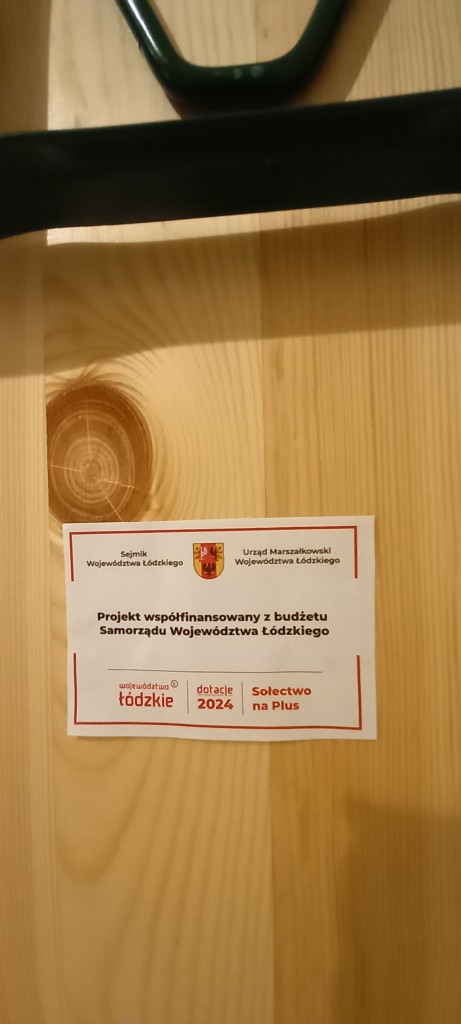 Sejmik
Województwa Łódzkiego
Urząd Marszałkowski
Województwa Łódzkiego
Projekt współfinansowany z budżetu
Samorządu Województwa Łódzkiego
województwo
łódzkie
dotacje
2024
Sołectwo
na Plus